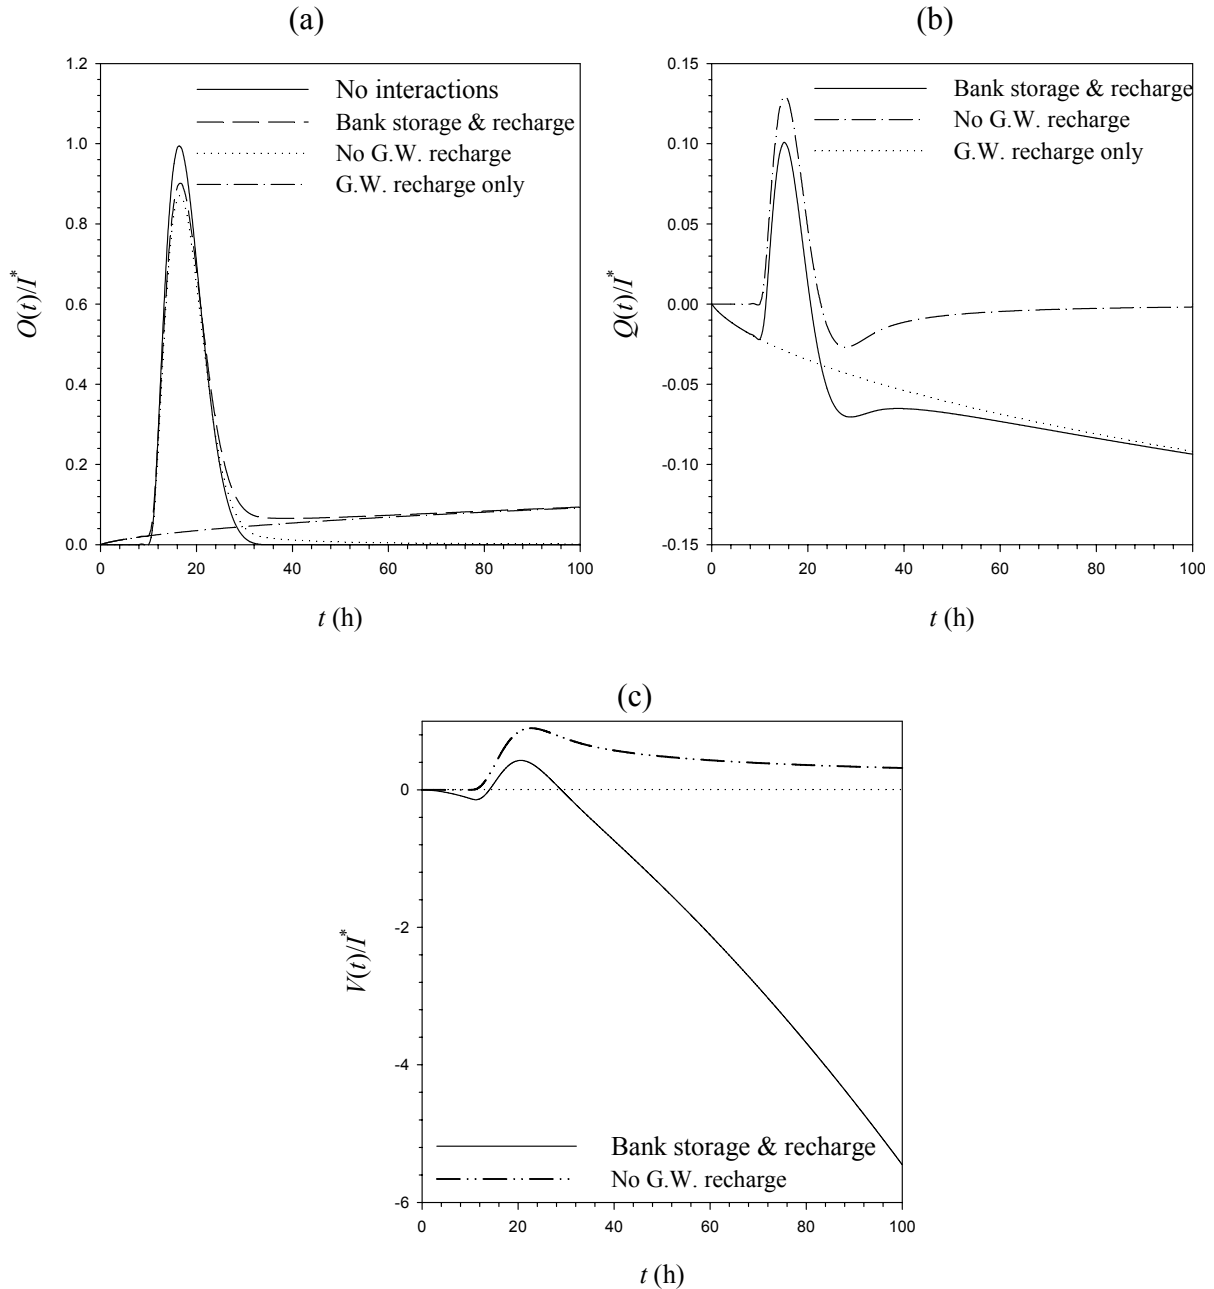 (a)
1.2
1.0
0.8
0.6
0.4
0.2
0.0
O(t)/I*
No interactions
Bank storage & recharge
No G.W. recharge
G.W. recharge only
0 20 40 60 80 100
t (h)
(b)
0.15
0.10
0.05
0.00
-0.05
-0.10
-0.15
Q(t)/I*
Bank storage & recharge
No G.W. recharge
G.W. recharge only
0 20 40 60 80 100
t (h)
(c)
0
-2
-4
-6
V(t)/I*
Bank storage & recharge
No G.W. recharge
0 20 40 60 80 100
t (h)